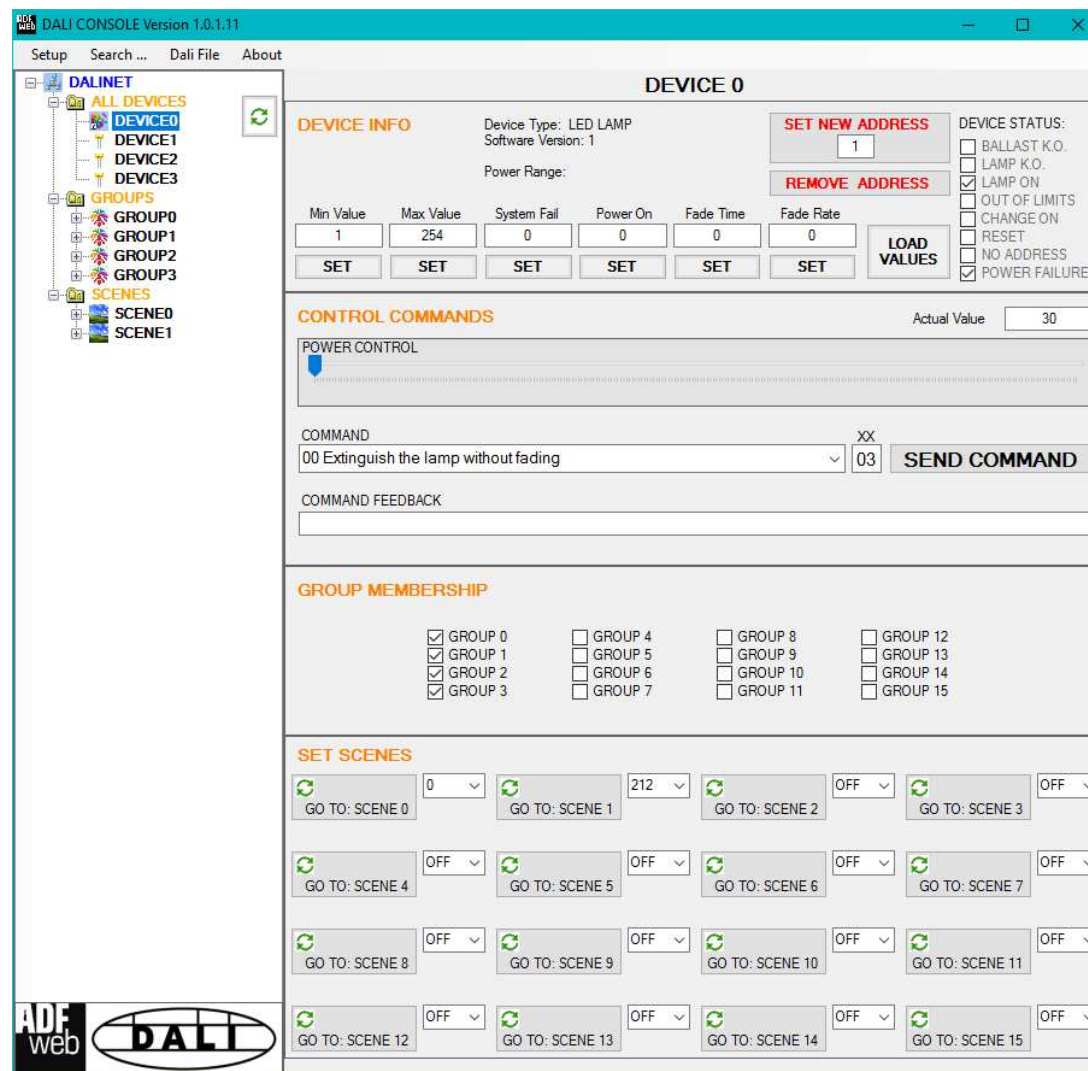 DALI CONSOLE Version 1.0.1.11
Setup Search ... Dali File About
DALINET
ALL DEVICES
DEVICE0
DEVICE1
DEVICE2
DEVICE3
GROUPS
GROUP0
GROUP1
GROUP2
GROUP3
SCENES
SCENE0
SCENE1
ADF
web
DALI
DEVICE 0
DEVICE INFO
Device Type: LED LAMP
Software Version: 1
Power Range:
SET NEW ADDRESS
1
REMOVE ADDRESS
DEVICE STATUS:
BALLAST K.O.
LAMP K.O.
LAMP ON
OUT OF LIMITS
CHANGE ON
RESET
NO ADDRESS
POWER FAILURE
Min Value Max Value System Fail Power On Fade Time Fade Rate
1 254 0 0 0 0
SET SET SET SET SET SET
LOAD
VALUES
CONTROL COMMANDS
Actual Value 30
POWER CONTROL
COMMAND XX
00 Extinguish the lamp without fading 03 SEND COMMAND
COMMAND FEEDBACK
GROUP MEMBERSHIP
GROUP 0 GROUP 4 GROUP 8 GROUP 12
GROUP 1 GROUP 5 GROUP 9 GROUP 13
GROUP 2 GROUP 6 GROUP 10 GROUP 14
GROUP 3 GROUP 7 GROUP 11 GROUP 15
SET SCENES
0 212 OFF OFF
GO TO: SCENE 0 GO TO: SCENE 1 GO TO: SCENE 2 GO TO: SCENE 3
OFF OFF OFF OFF
GO TO: SCENE 4 GO TO: SCENE 5 GO TO: SCENE 6 GO TO: SCENE 7
OFF OFF OFF OFF
GO TO: SCENE 8 GO TO: SCENE 9 GO TO: SCENE 10 GO TO: SCENE 11
OFF OFF OFF OFF
GO TO: SCENE 12 GO TO: SCENE 13 GO TO: SCENE 14 GO TO: SCENE 15